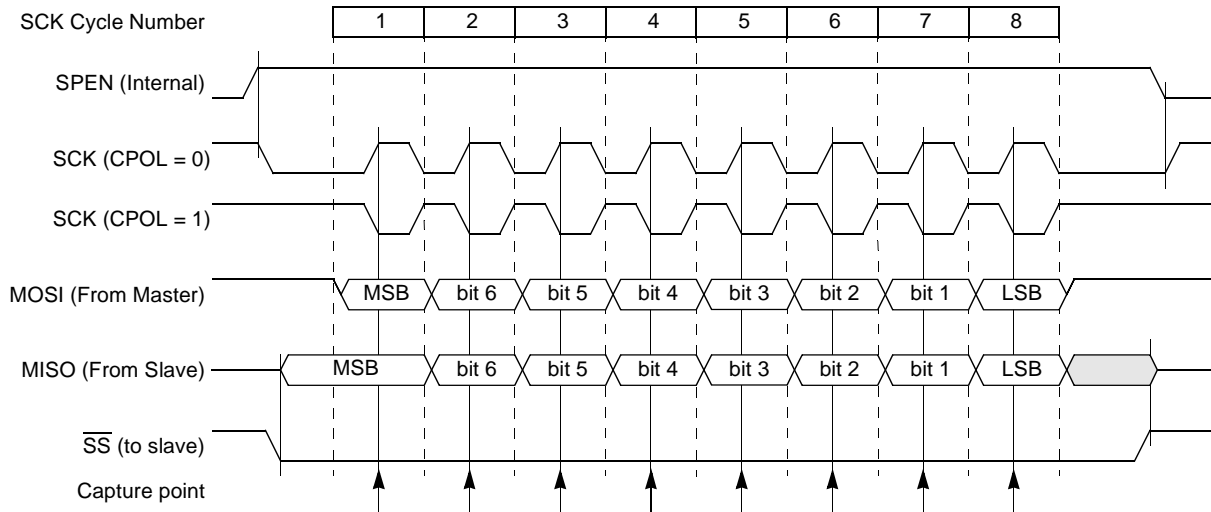 SCK Cycle Number 1 2 3 4 5 6 7 8
SPEN (Internal)
SCK (CPOL = 0)
SCK (CPOL = 1)
MOSI (From Master) MSB bit 6 bit 5 bit 4 bit 3 bit 2 bit 1 LSB
MISO (From Slave) MSB bit 6 bit 5 bit 4 bit 3 bit 2 bit 1 LSB
SS (to slave)
Capture point